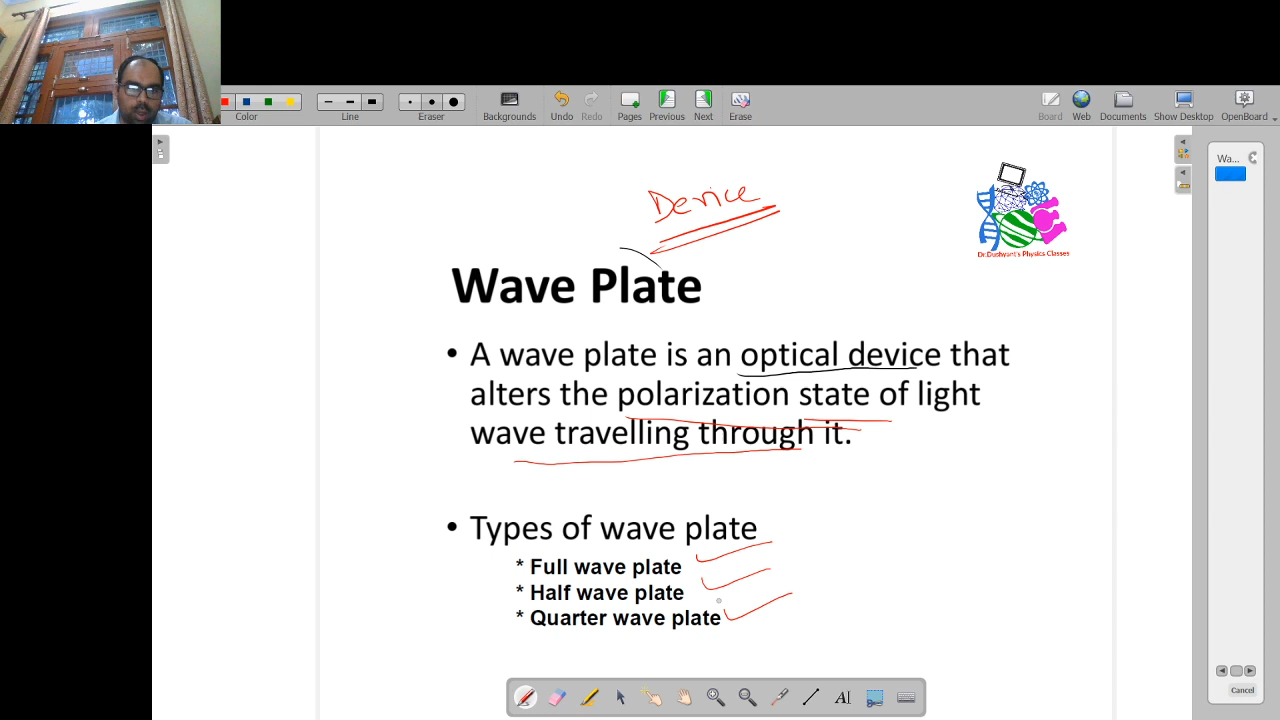 Color
Line
Eraser
Backgrounds
Undo
Redo
Pages
Previous
Next
Erase
Board
Web
Documents
Show Desktop
OpenBoard
Wa...
Device
Dr.Dushyant's Physics Classes
Wave Plate
• A wave plate is an optical device that
alters the polarization state of light
wave travelling through it.
• Types of wave plate
* Full wave plate
* Half wave plate
* Quarter wave plate
Cancel